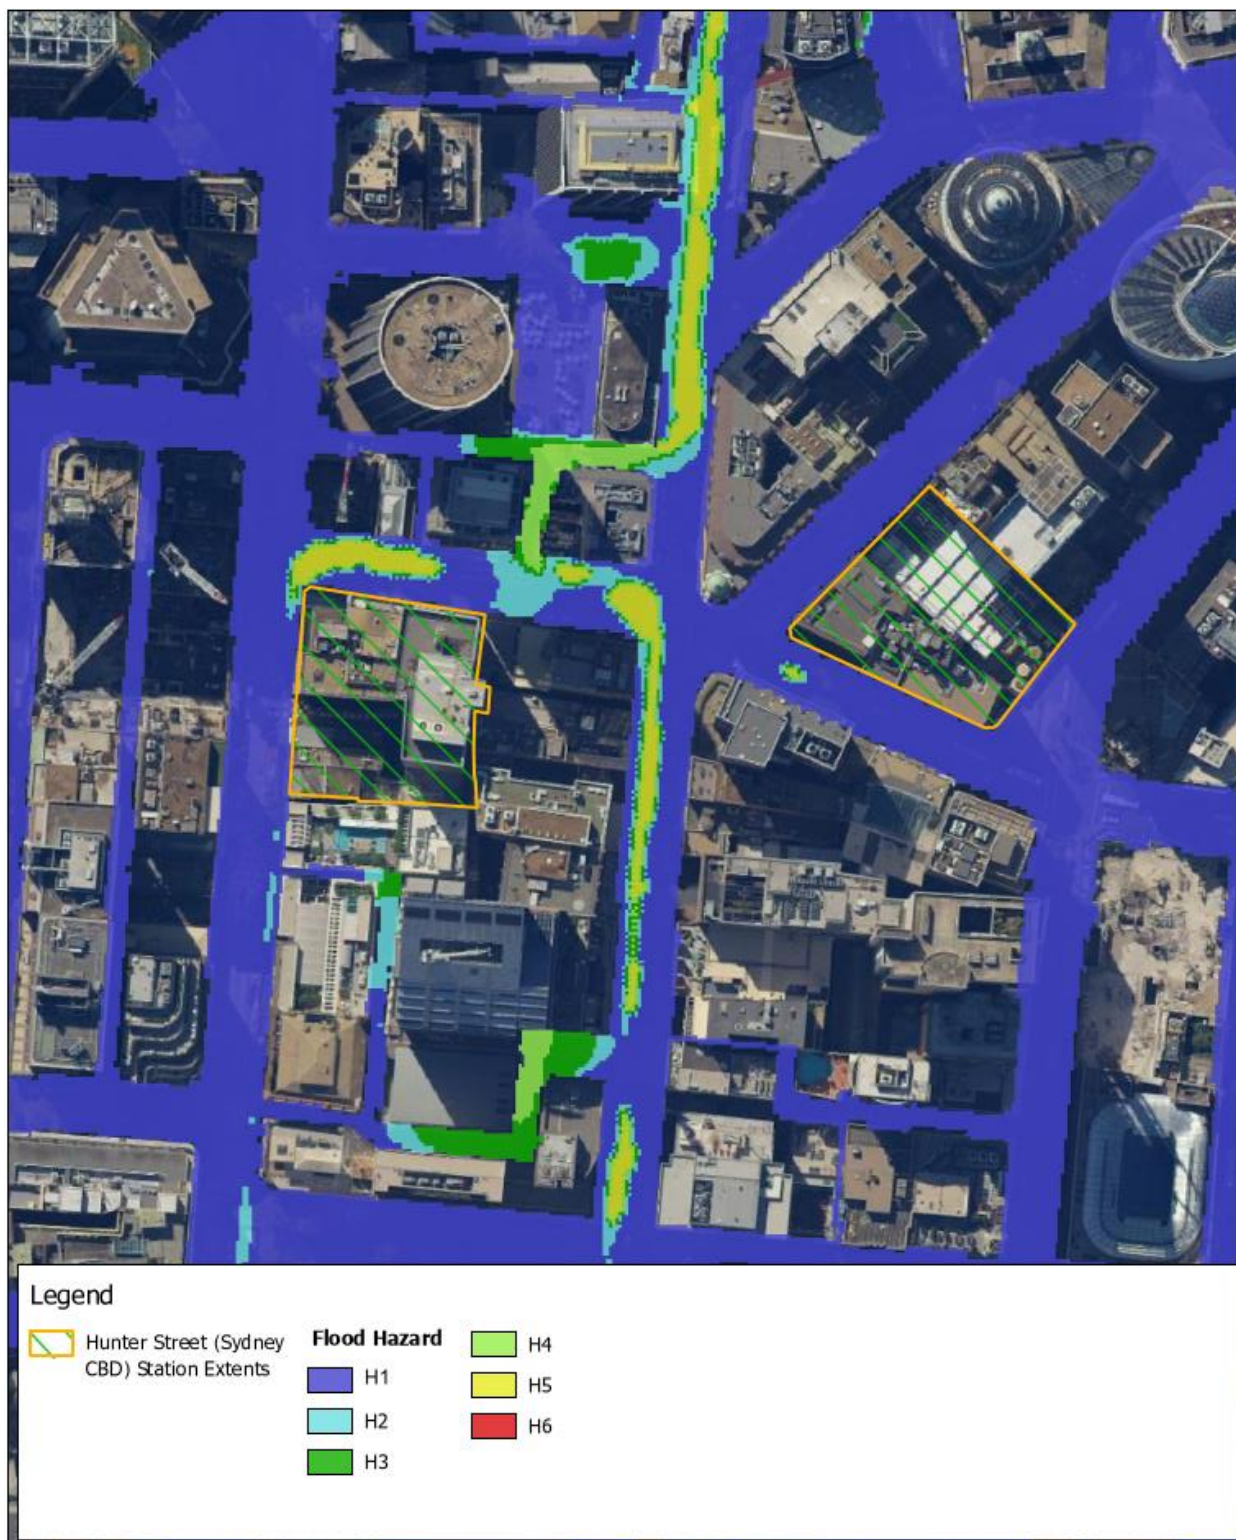 Legend
Hunter Street (Sydney
CBD) Station Extents
Flood Hazard
H1
H2
H3
H4
H5
H6